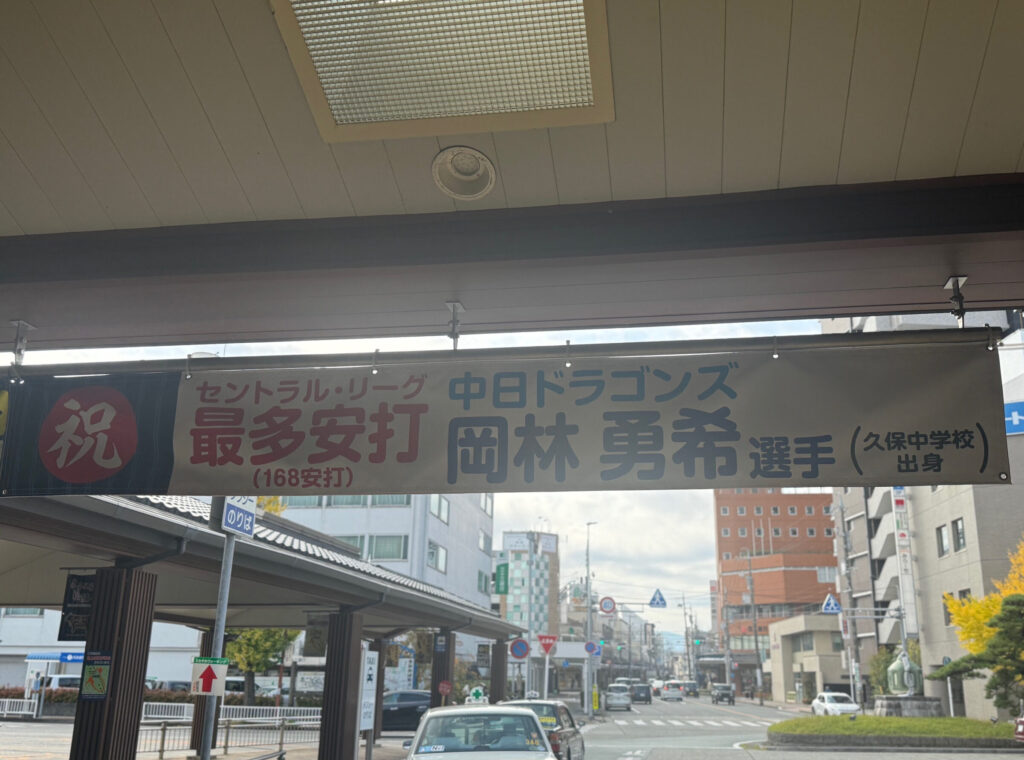 祝
セントラル・リーグ
最多安打
(168安打)
中日ドラゴンズ
岡林 勇希選手
(久保中学校
出身)
のりば
TAXI